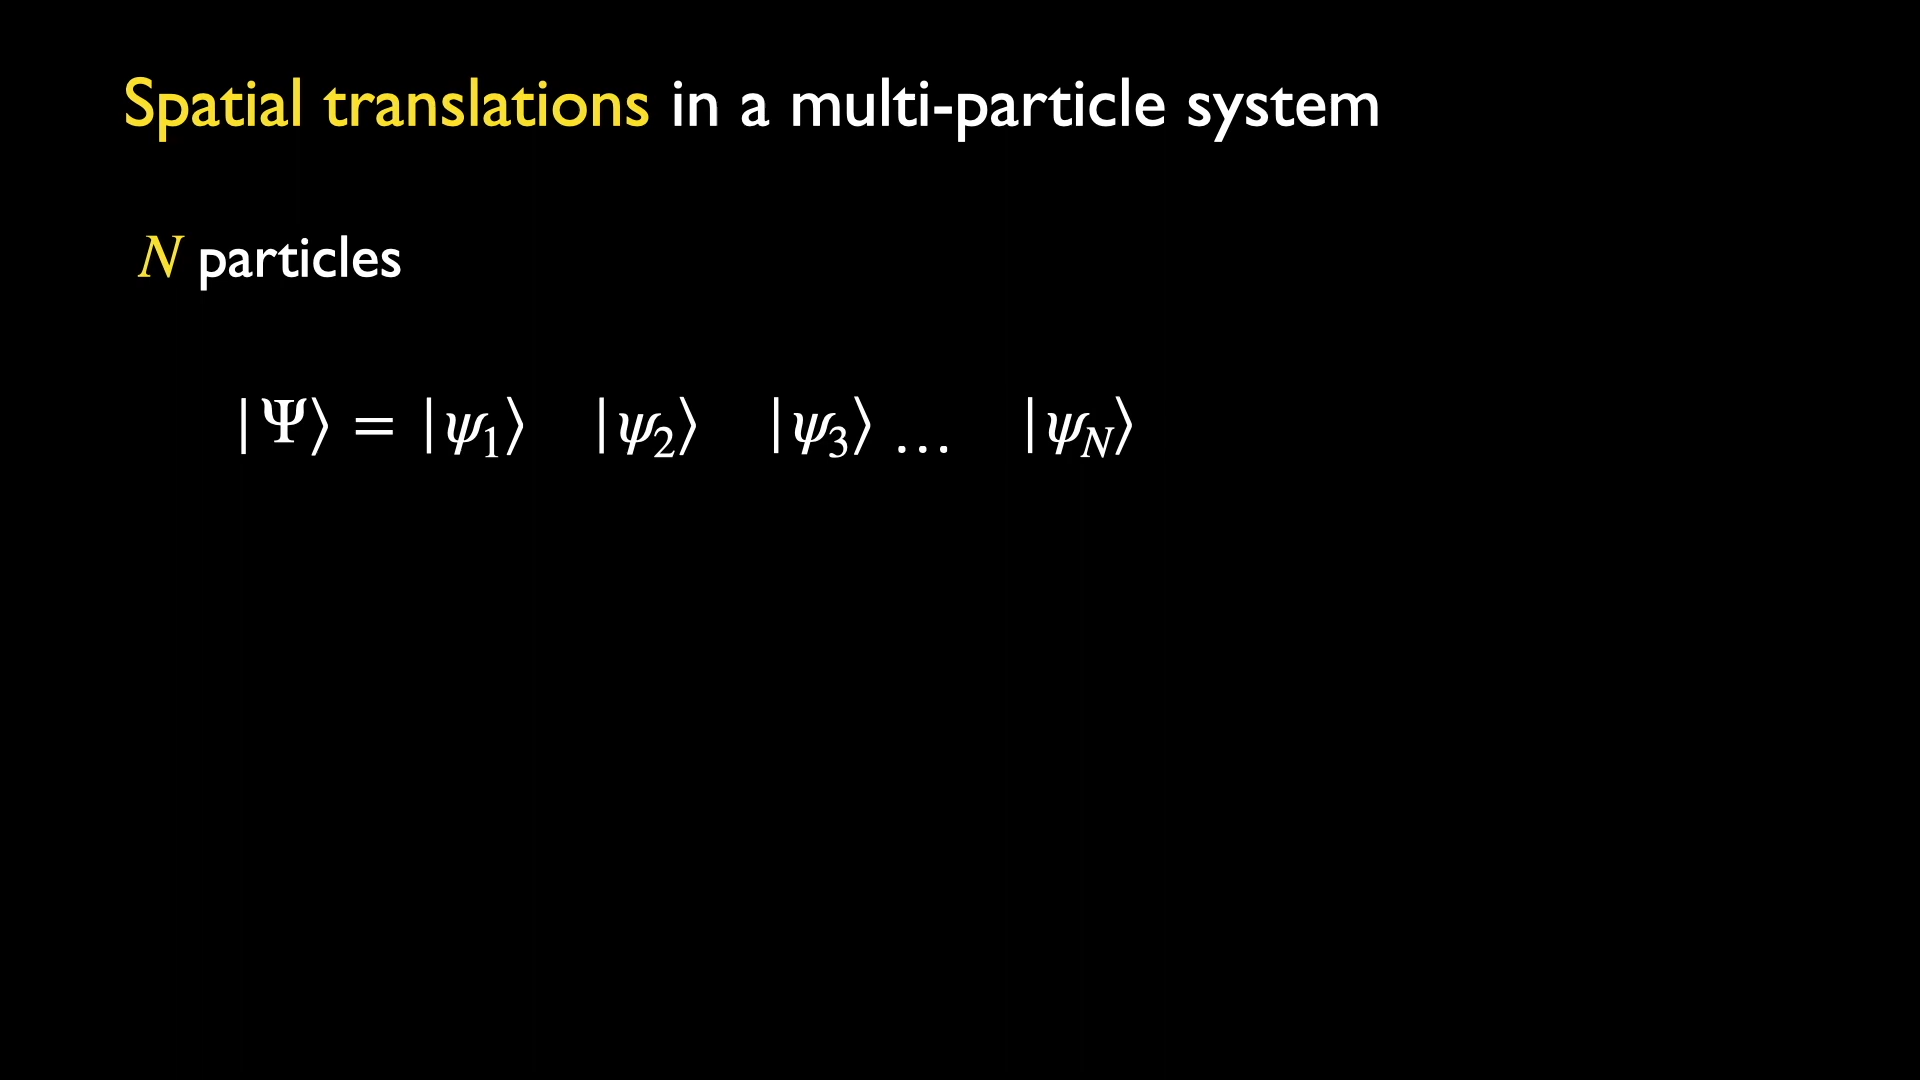 Spatial translations in a multi-particle system
N particles
|Ψ⟩ = |ψ₁⟩ |ψ₂⟩ |ψ₃⟩ … |ψ_N⟩